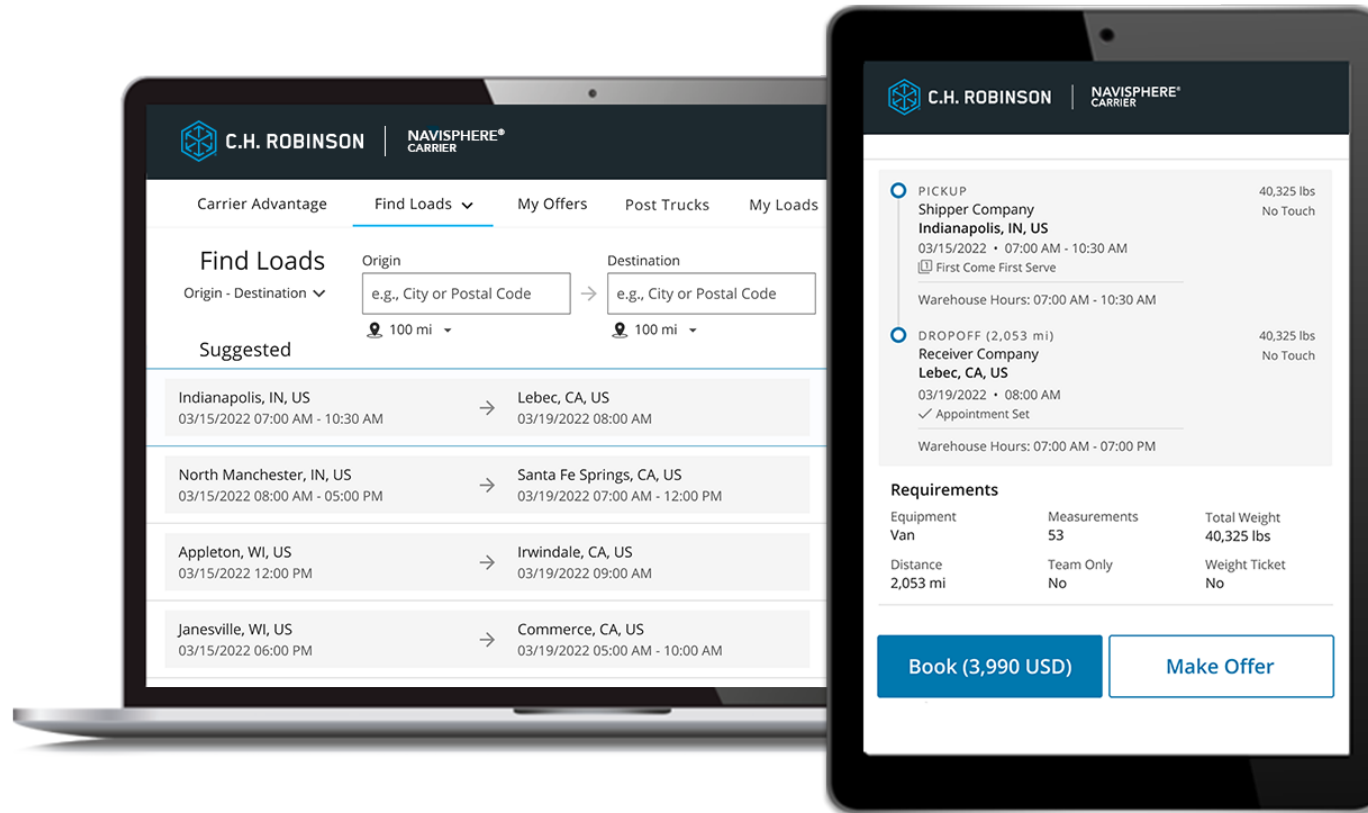 C.H. ROBINSON
NAVISPHERE®
CARRIER
Carrier Advantage
Find Loads
My Offers
Post Trucks
My Loads
Find Loads
Origin - Destination
Origin
e.g., City or Postal Code
100 mi
Destination
e.g., City or Postal Code
100 mi
Suggested
Indianapolis, IN, US
03/15/2022 07:00 AM - 10:30 AM
Lebec, CA, US
03/19/2022 08:00 AM
North Manchester, IN, US
03/15/2022 08:00 AM - 05:00 PM
Santa Fe Springs, CA, US
03/19/2022 07:00 AM - 12:00 PM
Appleton, WI, US
03/15/2022 12:00 PM
Irwindale, CA, US
03/19/2022 09:00 AM
Janesville, WI, US
03/15/2022 06:00 PM
Commerce, CA, US
03/19/2022 05:00 AM - 10:00 AM
C.H. ROBINSON
NAVISPHERE®
CARRIER
PICKUP
40,325 lbs
Shipper Company
No Touch
Indianapolis, IN, US
03/15/2022 • 07:00 AM - 10:30 AM
1 First Come First Serve
Warehouse Hours: 07:00 AM - 10:30 AM
DROPOFF (2,053 mi)
40,325 lbs
Receiver Company
No Touch
Lebec, CA, US
03/19/2022 • 08:00 AM
Appointment Set
Warehouse Hours: 07:00 AM - 07:00 PM
Requirements
Equipment
Van
Measurements
53
Total Weight
40,325 lbs
Distance
2,053 mi
Team Only
No
Weight Ticket
No
Book (3,990 USD)
Make Offer